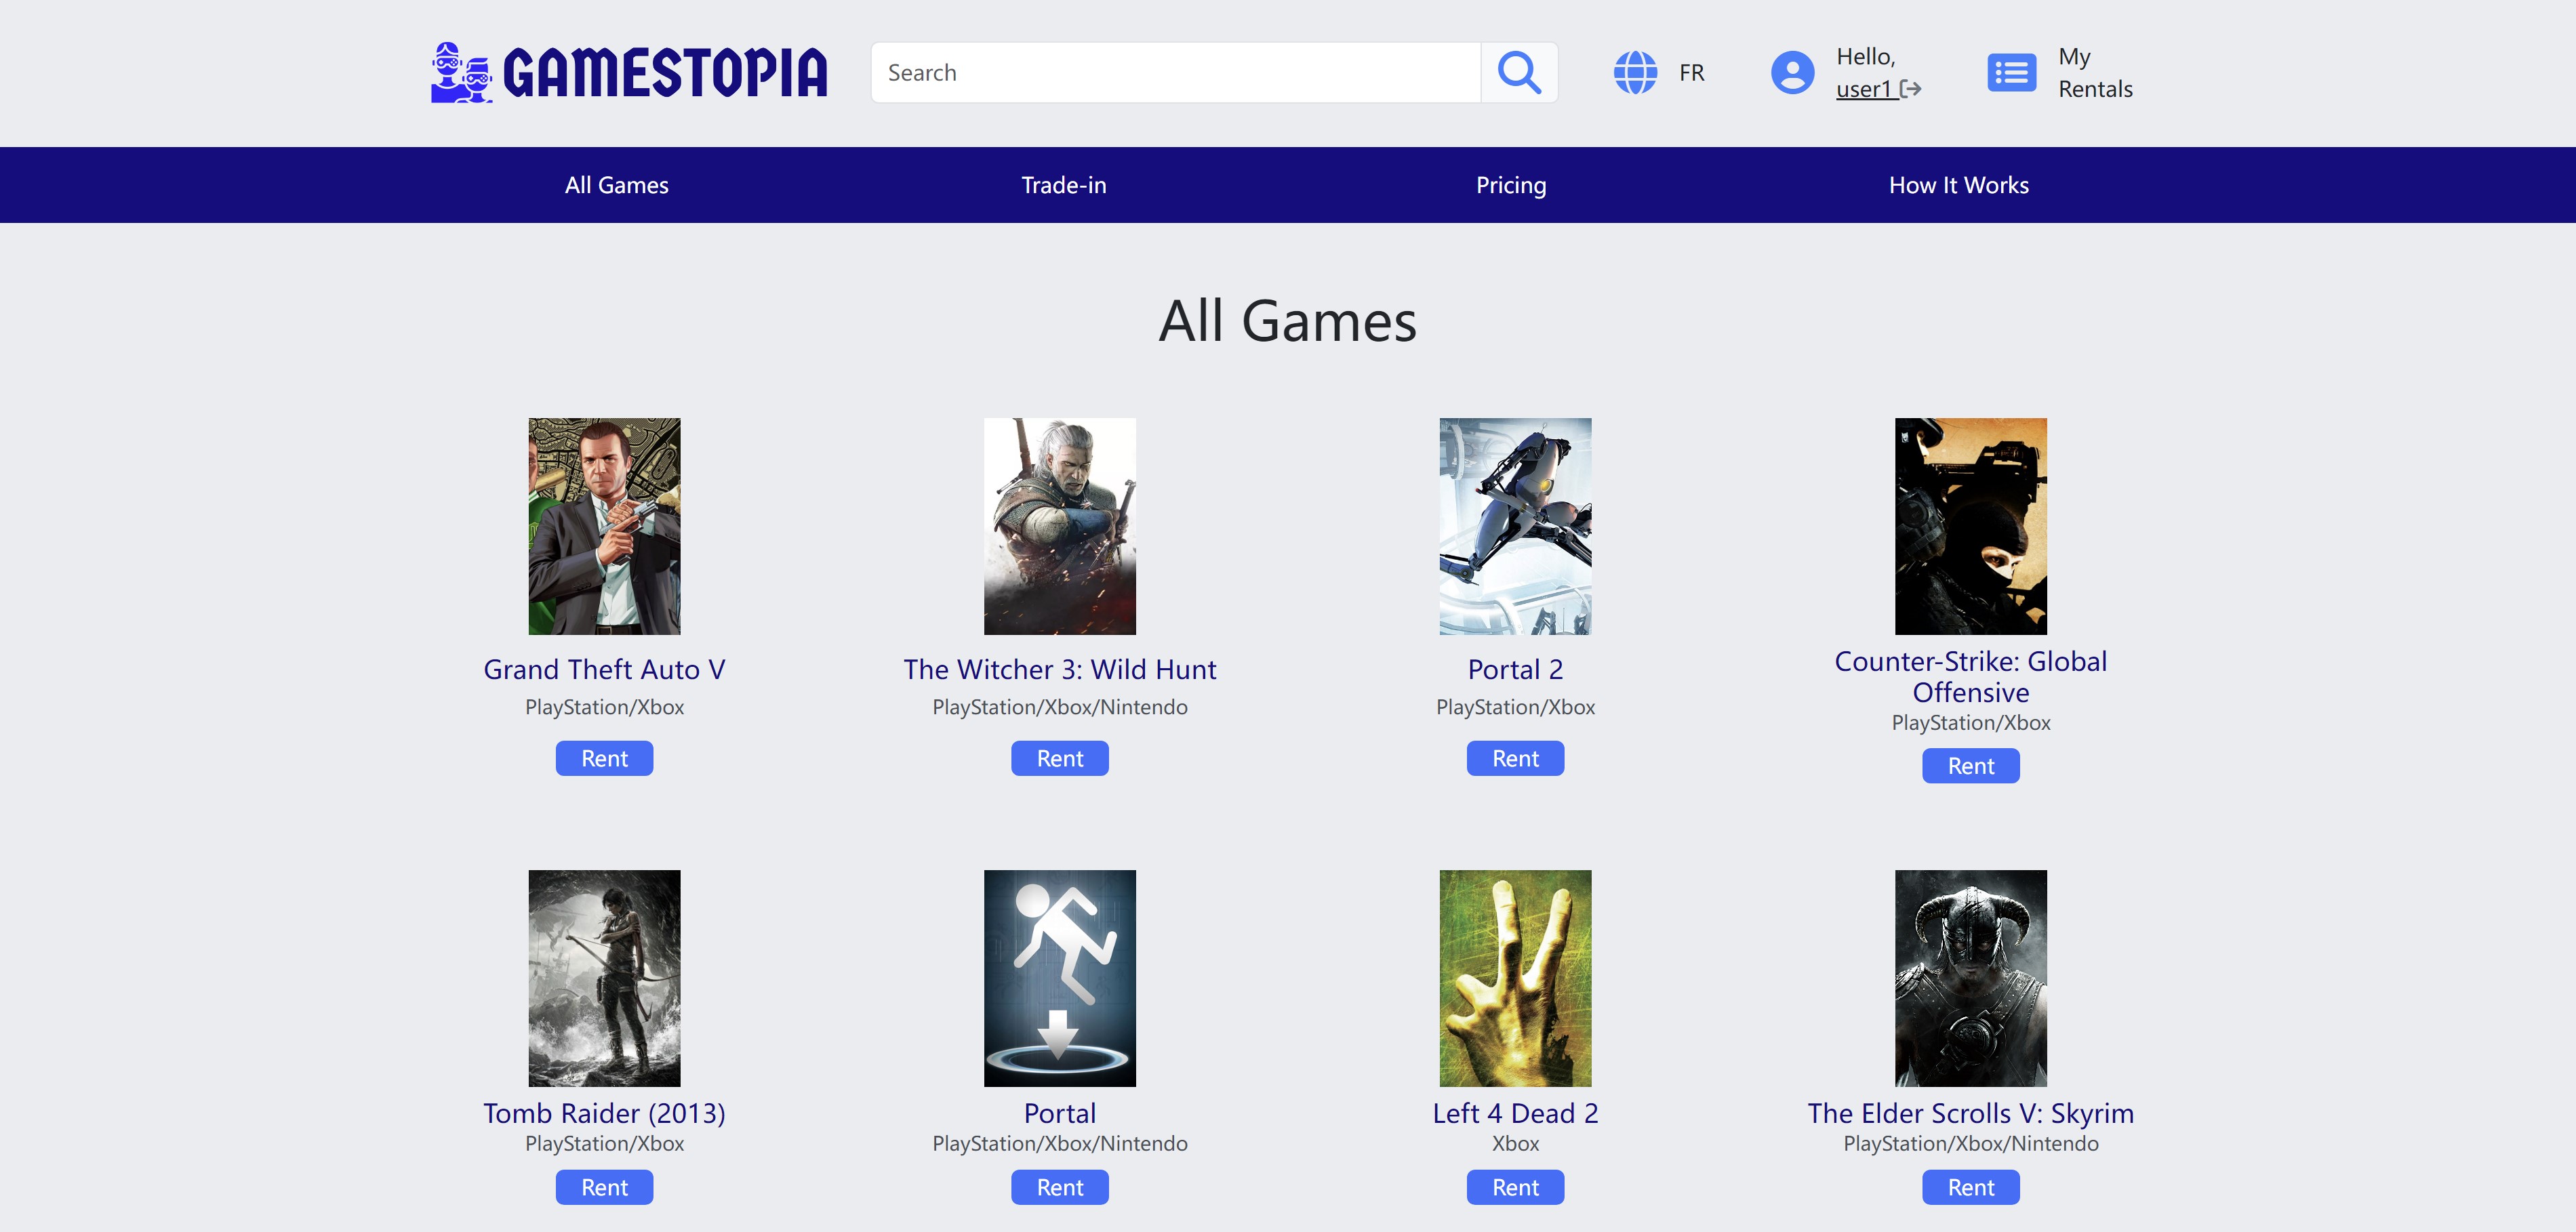 GAMESTOPIA
Search
FR
Hello,
user1
My
Rentals
All Games
Trade-in
Pricing
How It Works
All Games
Grand Theft Auto V
PlayStation/Xbox
Rent
The Witcher 3: Wild Hunt
PlayStation/Xbox/Nintendo
Rent
Portal 2
PlayStation/Xbox
Rent
Counter-Strike: Global
Offensive
PlayStation/Xbox
Rent
Tomb Raider (2013)
PlayStation/Xbox
Rent
Portal
PlayStation/Xbox/Nintendo
Rent
Left 4 Dead 2
Xbox
Rent
The Elder Scrolls V: Skyrim
PlayStation/Xbox/Nintendo
Rent